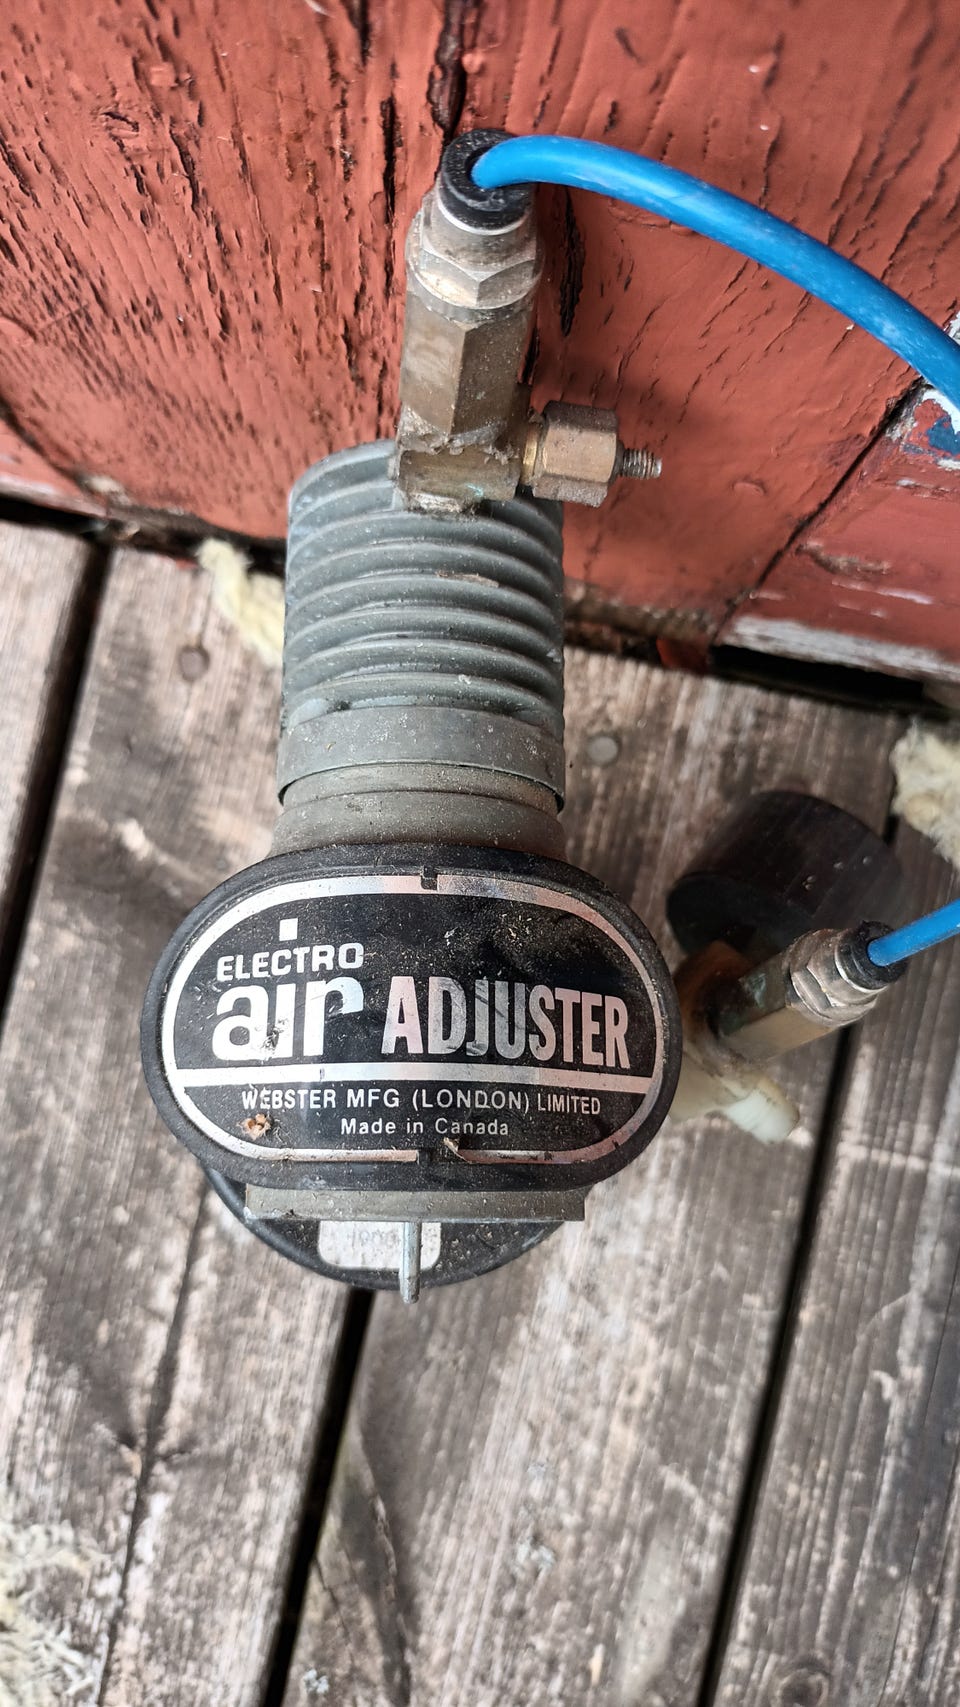 ELECTRO
air ADJUSTER
WEBSTER MFG (LONDON) LIMITED
Made in Canada